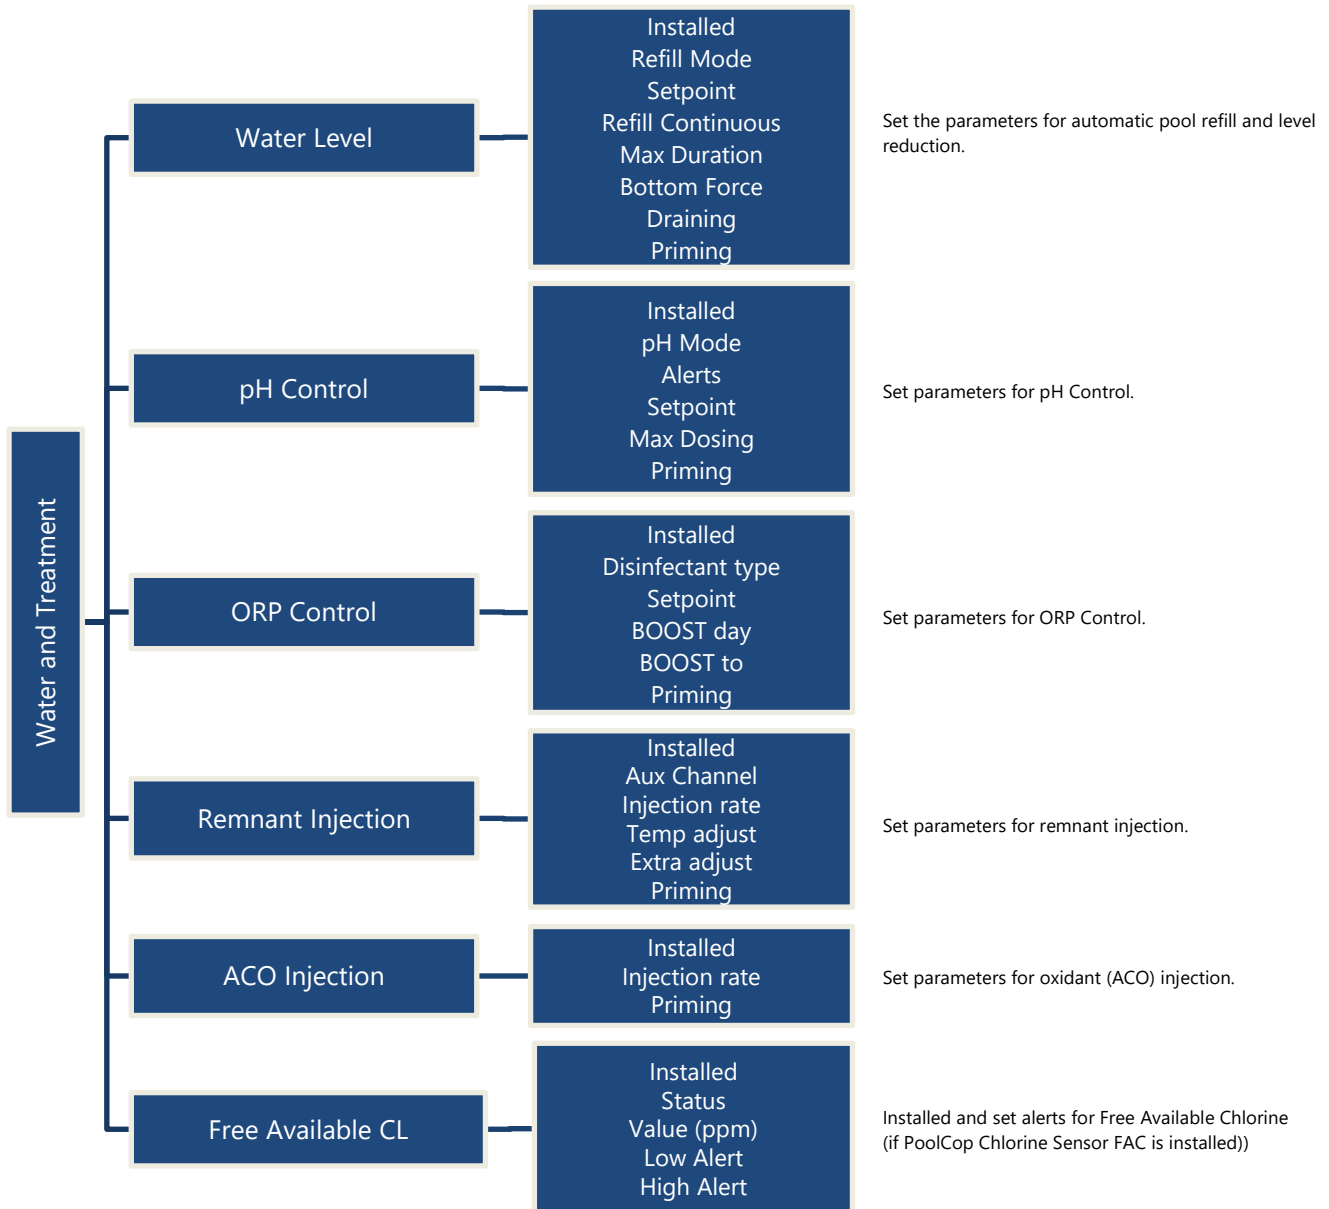 Water and Treatment
Water Level
Installed
Refill Mode
Setpoint
Refill Continuous
Max Duration
Bottom Force
Draining
Priming
Set the parameters for automatic pool refill and level
reduction.
pH Control
Installed
pH Mode
Alerts
Setpoint
Max Dosing
Priming
Set parameters for pH Control.
ORP Control
Installed
Disinfectant type
Setpoint
BOOST day
BOOST to
Priming
Set parameters for ORP Control.
Remnant Injection
Installed
Aux Channel
Injection rate
Temp adjust
Extra adjust
Priming
Set parameters for remnant injection.
ACO Injection
Installed
Injection rate
Priming
Set parameters for oxidant (ACO) injection.
Free Available CL
Installed
Status
Value (ppm)
Low Alert
High Alert
Installed and set alerts for Free Available Chlorine
(if PoolCop Chlorine Sensor FAC is installed))